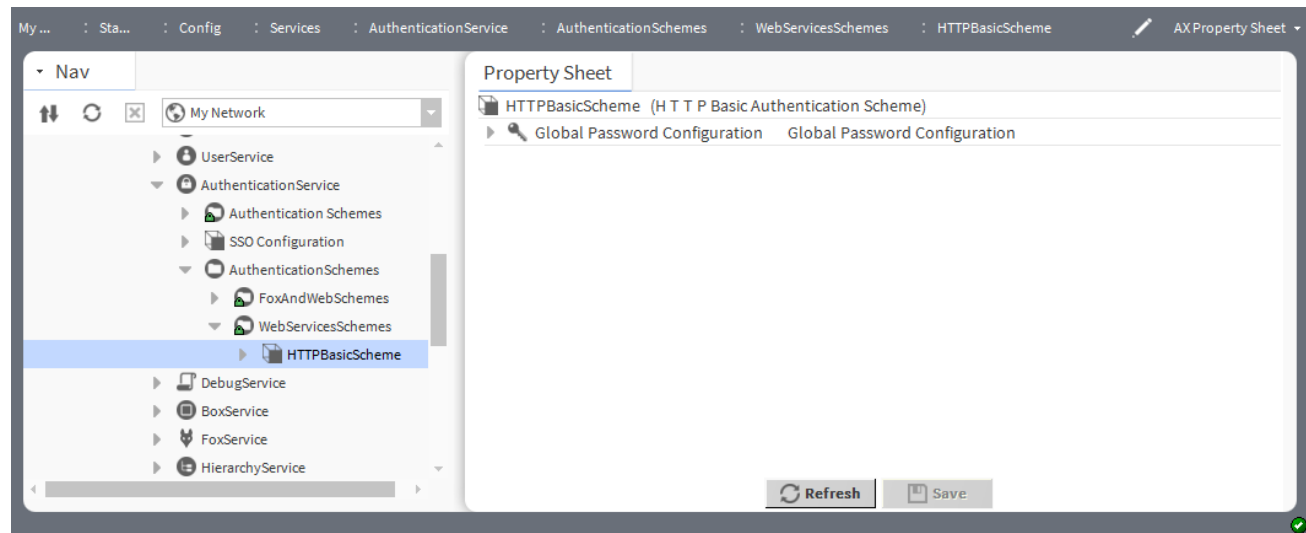 My ... : Sta... : Config : Services : AuthenticationService : AuthenticationSchemes : WebServicesSchemes : HTTPBasicScheme AX Property Sheet
Nav
My Network
UserService
AuthenticationService
Authentication Schemes
SSO Configuration
AuthenticationSchemes
FoxAndWebSchemes
WebServicesSchemes
HTTPBasicScheme
DebugService
BoxService
FoxService
HierarchyService
Property Sheet
HTTPBasicScheme (H T T P Basic Authentication Scheme)
Global Password Configuration Global Password Configuration
Refresh Save